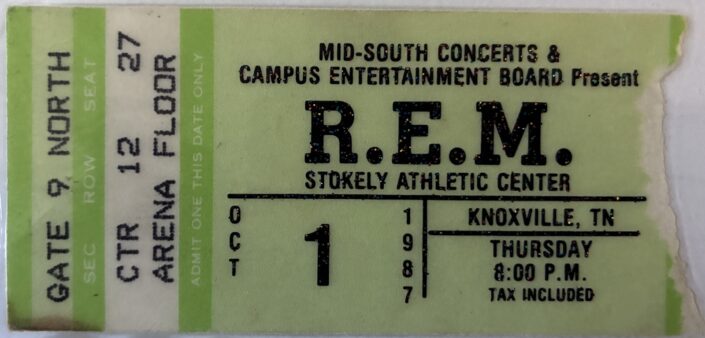 GATE 9 NORTH
SEC ROW SEAT
CTR 12 27
ARENA FLOOR
ADMIT ONE THIS DATE ONLY
MID-SOUTH CONCERTS &
CAMPUS ENTERTAINMENT BOARD Present
R.E.M.
STOKELY ATHLETIC CENTER
OCT 1 1987
KNOXVILLE, TN
THURSDAY
8:00 P.M.
TAX INCLUDED